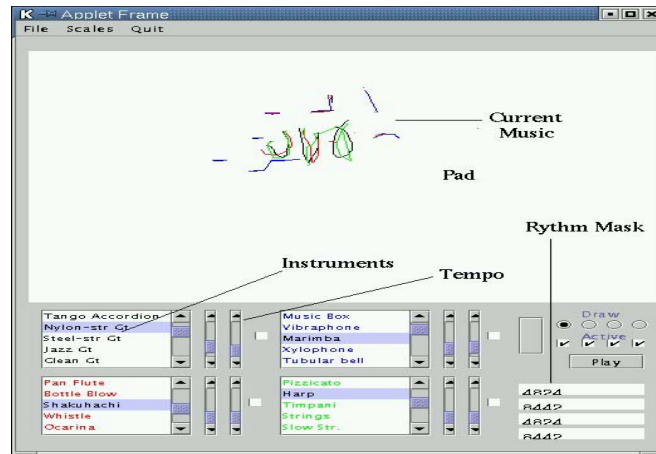 Applet Frame
File Scales Quit
Current
Music
Pad
Rythm Mask
Instruments
Tempo
Tango Accordion
Nylon-str Gt
Steel-str Gt
Jazz Gt
Clean Gt
Music Box
Vibraphone
Marimba
Xylophone
Tubular bell
Draw
Active
Play
Pan Flute
Bottle Blow
Shakuhachi
Whistle
Ocarina
Pizzicato
Harp
Timpani
Strings
Slow Str.
4824
8442
4824
8442